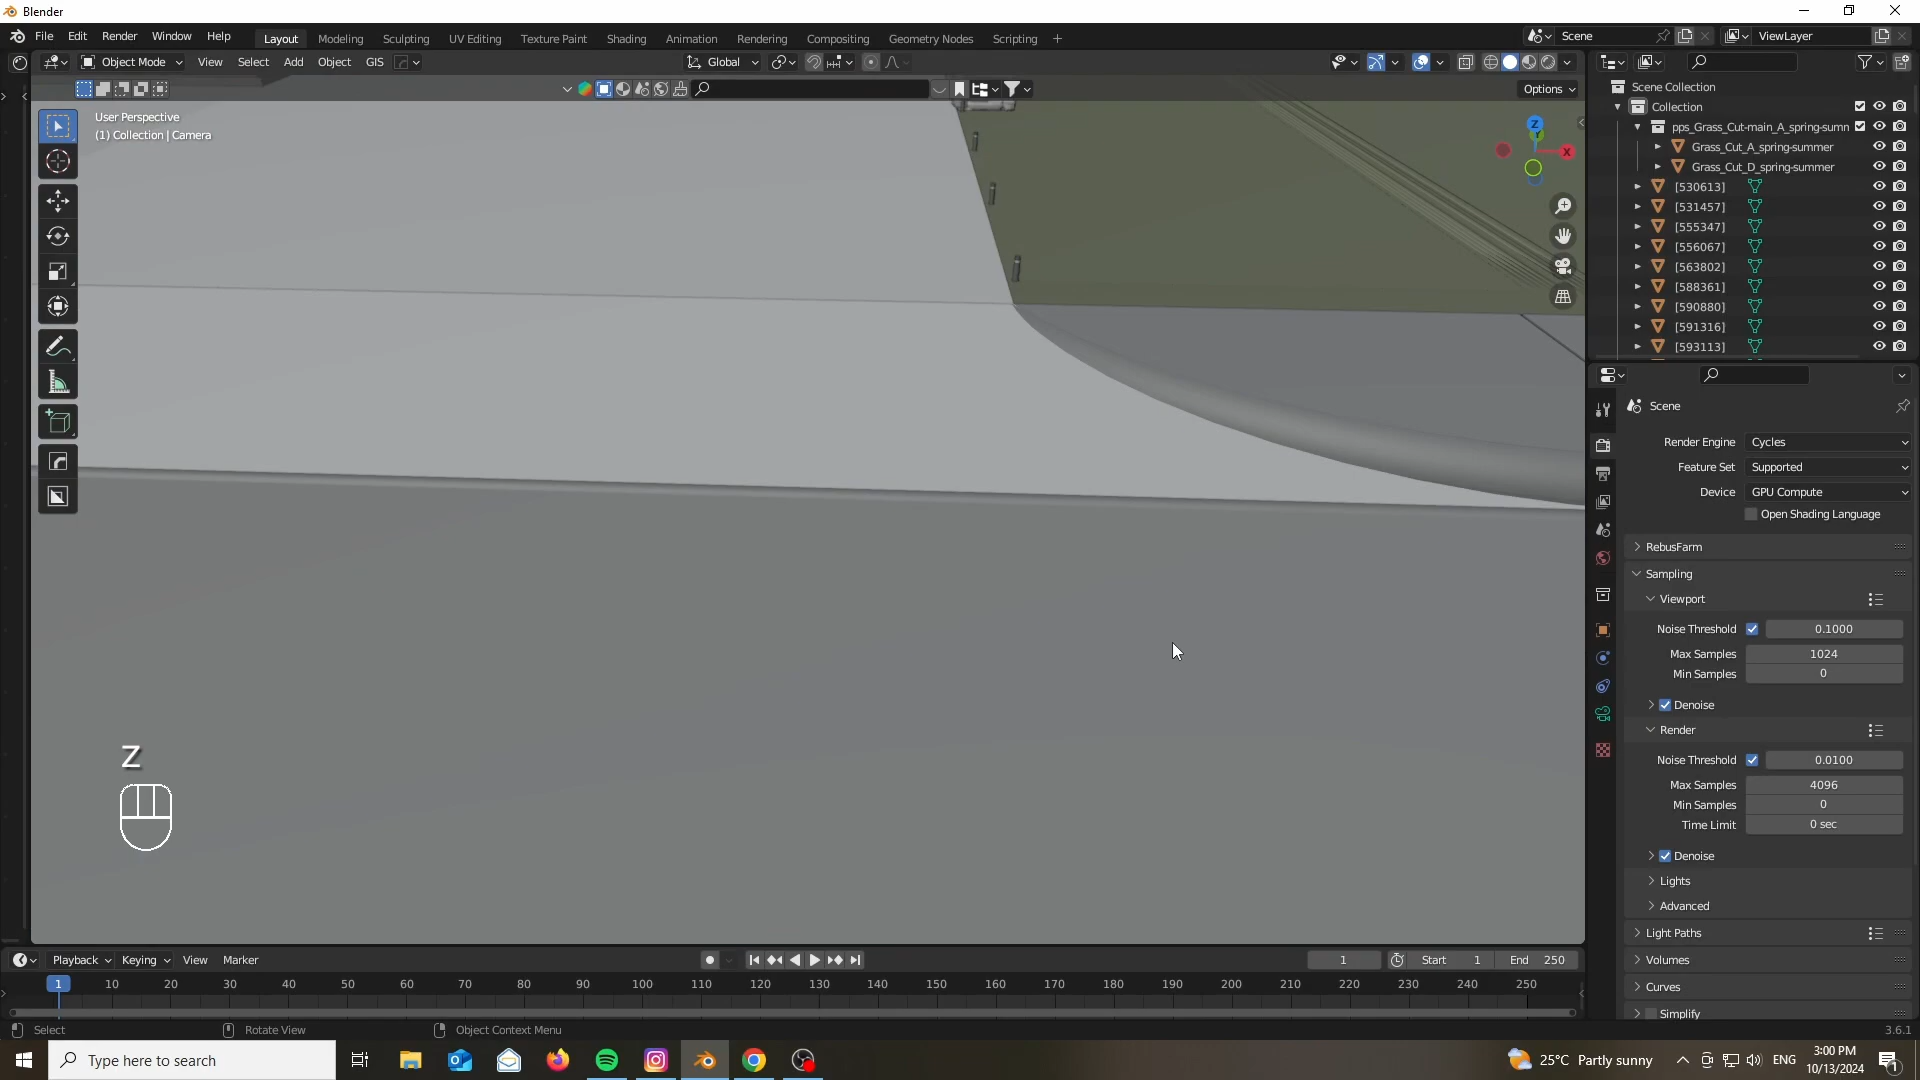 Blender
File Edit Render Window Help
Layout Modeling Sculpting UV Editing Texture Paint Shading Animation Rendering Compositing Geometry Nodes Scripting +
Scene
ViewLayer
Object Mode View Select Add Object GIS
Global
Options
User Perspective
(1) Collection | Camera
Z
X
Scene Collection
Collection
pps_Grass_Cut-main_A_spring-sumn
Grass_Cut_A_spring-summer
Grass_Cut_D_spring-summer
[530613]
[531457]
[555347]
[556067]
[563802]
[588361]
[590880]
[591316]
[593113]
Scene
Render Engine Cycles
Feature Set Supported
Device GPU Compute
Open Shading Language
RebusFarm
Sampling
Viewport
Noise Threshold 0.1000
Max Samples 1024
Min Samples 0
Denoise
Render
Noise Threshold 0.0100
Max Samples 4096
Min Samples 0
Time Limit 0 sec
Denoise
Lights
Advanced
Light Paths
Volumes
Curves
Simplify
Z
Playback Keying View Marker
1 Start 1 End 250
1 10 20 30 40 50 60 70 80 90 100 110 120 130 140 150 160 170 180 190 200 210 220 230 240 250
Select Rotate View Object Context Menu
3.6.1
Type here to search
25°C Partly sunny
ENG
3:00 PM
10/13/2024
1